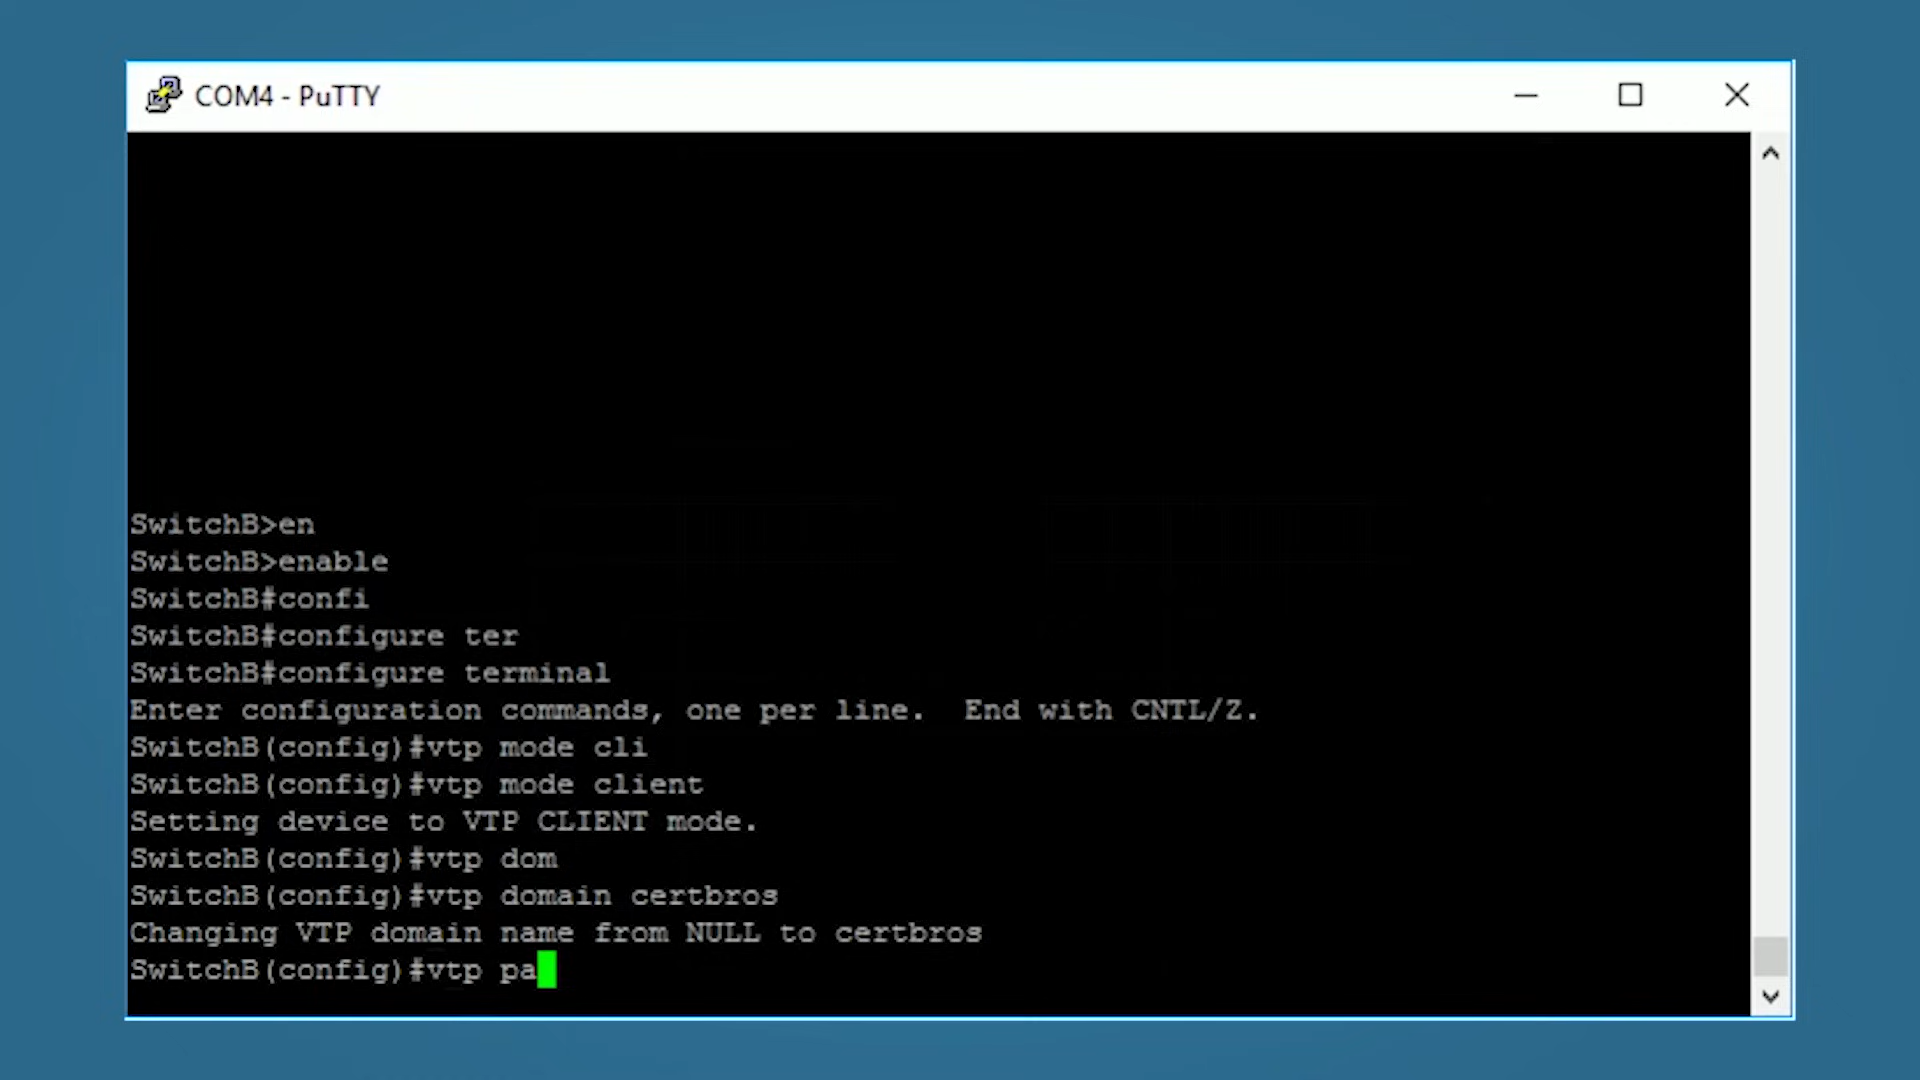 COM4 - PuTTY
SwitchB>en
SwitchB>enable
SwitchB#confi
SwitchB#configure ter
SwitchB#configure terminal
Enter configuration commands, one per line.  End with CNTL/Z.
SwitchB(config)#vtp mode cli
SwitchB(config)#vtp mode client
Setting device to VTP CLIENT mode.
SwitchB(config)#vtp dom
SwitchB(config)#vtp domain certbros
Changing VTP domain name from NULL to certbros
SwitchB(config)#vtp pa